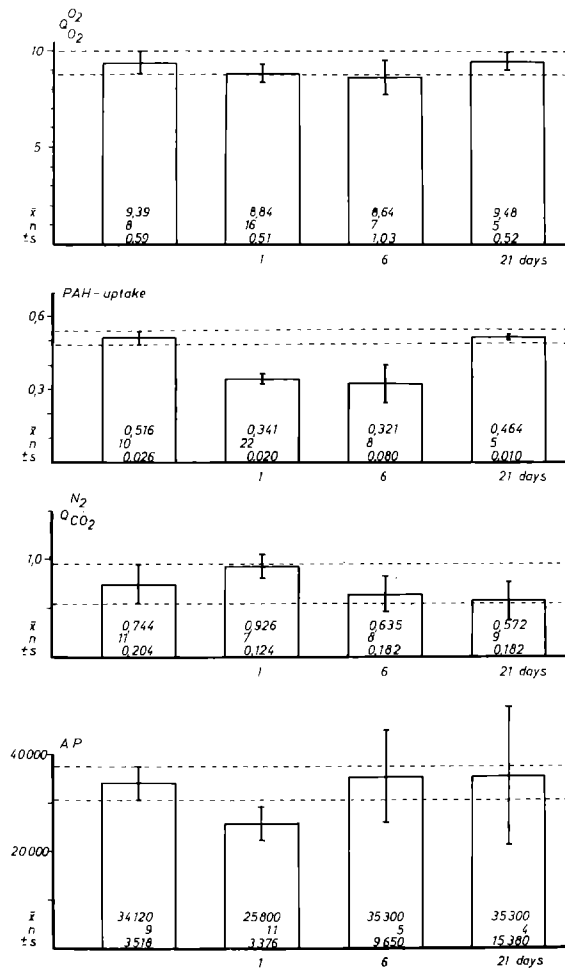 Q O2 O2
10
5
x̄ 9,39 8,84 8,64 9,48
n 8 16 7 5
±s 0,59 0,51 1,03 0,52
1 6 21 days
PAH-uptake
0,6
0,3
x̄ 0,516 0,341 0,321 0,464
n 10 22 8 5
±s 0,026 0,020 0,080 0,010
1 6 21 days
Q N2 CO2
1,0
x̄ 0,744 0,926 0,635 0,572
n 11 7 8 9
±s 0,204 0,124 0,182 0,182
1 6 21 days
AP
40000
20000
x̄ 34120 25800 35300 35300
n 9 11 5 4
±s 3518 3376 9650 15380
1 6 21 days